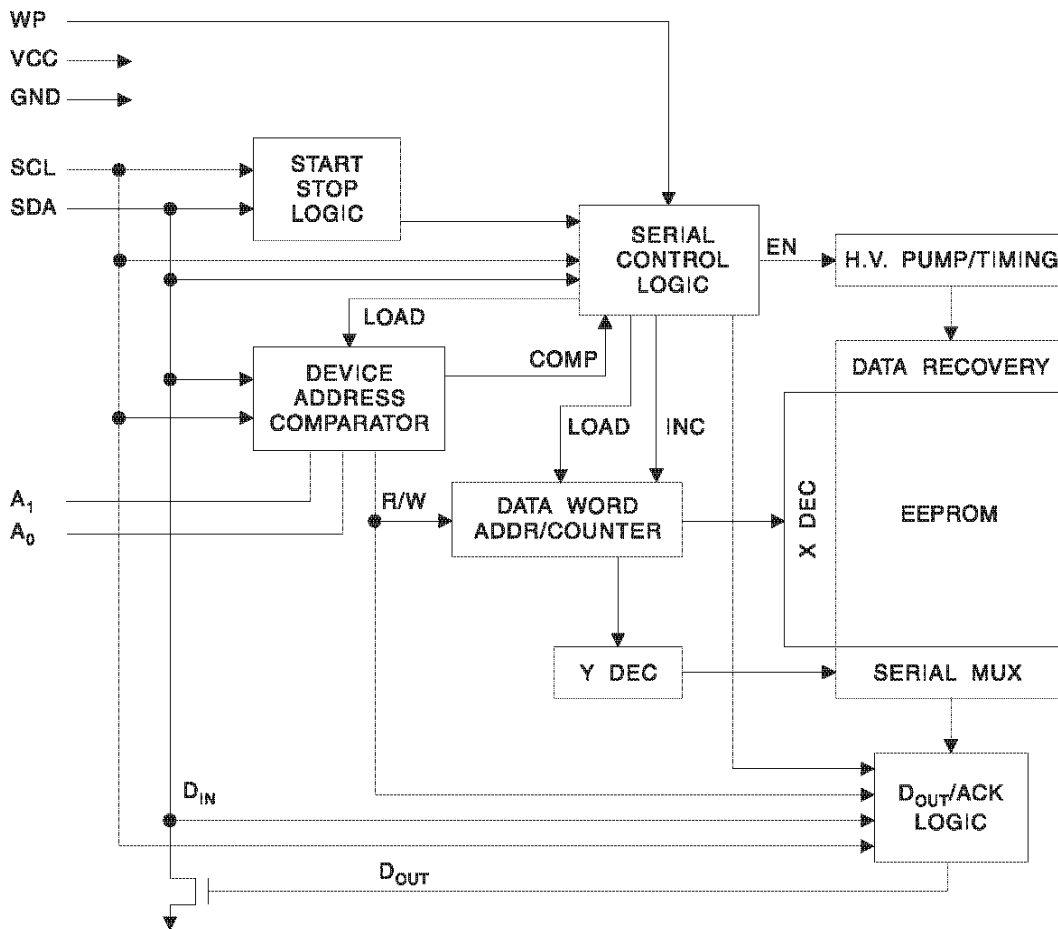 WP
VCC
GND
SCL
SDA
START
STOP
LOGIC
SERIAL
CONTROL
LOGIC
EN
H.V. PUMP/TIMING
LOAD
COMP
DEVICE
ADDRESS
COMPARATOR
DATA RECOVERY
LOAD
INC
A1
A0
R/W
DATA WORD
ADDR/COUNTER
X DEC
EEPROM
Y DEC
SERIAL MUX
DIN
DOUT/ACK
LOGIC
DOUT